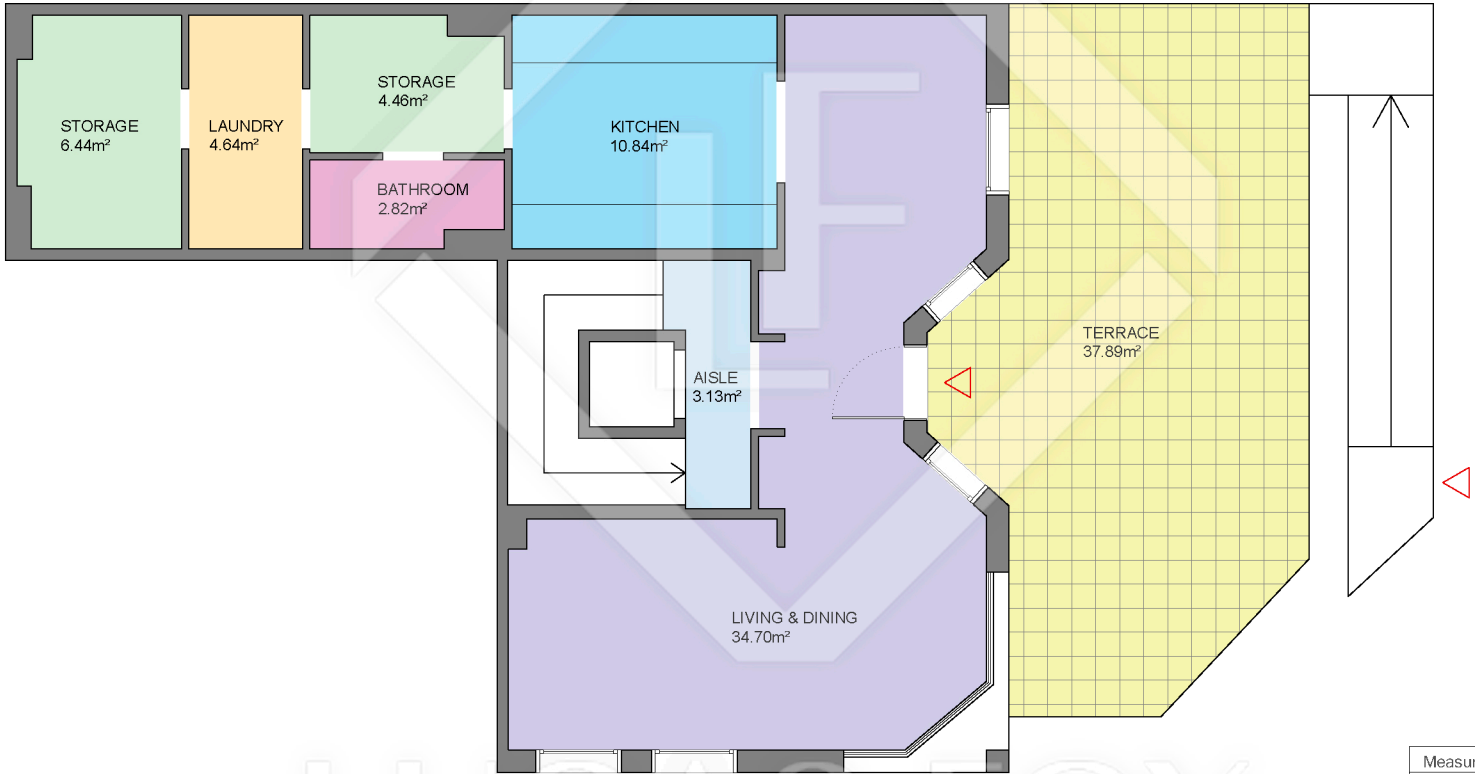 STORAGE
6.44m²
LAUNDRY
4.64m²
STORAGE
4.46m²
BATHROOM
2.82m²
KITCHEN
10.84m²
AISLE
3.13m²
TERRACE
37.89m²
LIVING & DINING
34.70m²